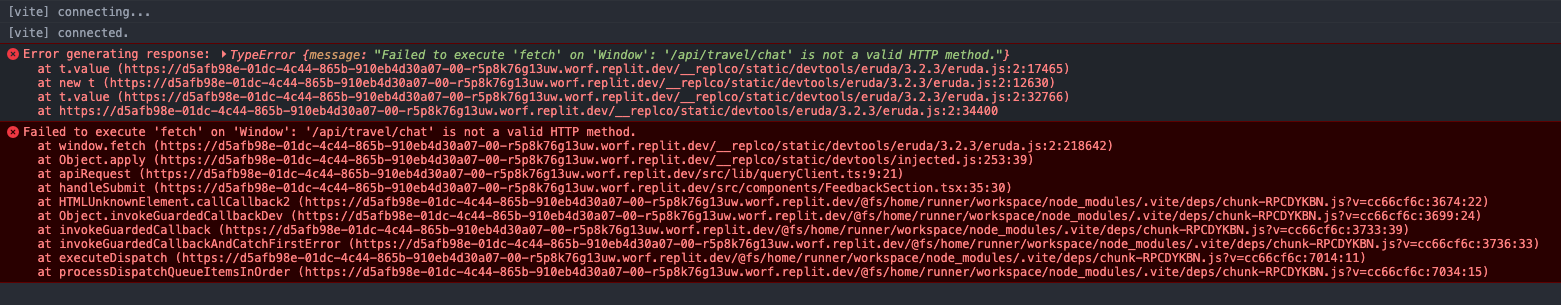 [vite] connecting...
[vite] connected.
Error generating response: ▸TypeError {message: "Failed to execute 'fetch' on 'Window': '/api/travel/chat' is not a valid HTTP method."}
at t.value (https://d5afb98e-01dc-4c44-865b-910eb4d30a07-00-r5p8k76g13uw.worf.replit.dev/__replco/static/devtools/eruda/3.2.3/eruda.js:2:17465)
at new t (https://d5afb98e-01dc-4c44-865b-910eb4d30a07-00-r5p8k76g13uw.worf.replit.dev/__replco/static/devtools/eruda/3.2.3/eruda.js:2:12630)
at t.value (https://d5afb98e-01dc-4c44-865b-910eb4d30a07-00-r5p8k76g13uw.worf.replit.dev/__replco/static/devtools/eruda/3.2.3/eruda.js:2:32766)
at https://d5afb98e-01dc-4c44-865b-910eb4d30a07-00-r5p8k76g13uw.worf.replit.dev/__replco/static/devtools/eruda/3.2.3/eruda.js:2:34400
Failed to execute 'fetch' on 'Window': '/api/travel/chat' is not a valid HTTP method.
at window.fetch (https://d5afb98e-01dc-4c44-865b-910eb4d30a07-00-r5p8k76g13uw.worf.replit.dev/__replco/static/devtools/eruda/3.2.3/eruda.js:2:218642)
at Object.apply (https://d5afb98e-01dc-4c44-865b-910eb4d30a07-00-r5p8k76g13uw.worf.replit.dev/__replco/static/devtools/injected.js:253:39)
at apiRequest (https://d5afb98e-01dc-4c44-865b-910eb4d30a07-00-r5p8k76g13uw.worf.replit.dev/src/lib/queryClient.ts:9:21)
at handleSubmit (https://d5afb98e-01dc-4c44-865b-910eb4d30a07-00-r5p8k76g13uw.worf.replit.dev/src/components/FeedbackSection.tsx:35:30)
at HTMLUnknownElement.callCallback2 (https://d5afb98e-01dc-4c44-865b-910eb4d30a07-00-r5p8k76g13uw.worf.replit.dev/@fs/home/runner/workspace/node_modules/.vite/deps/chunk-RPCDYKBN.js?v=cc66cf6c:3674:22)
at Object.invokeGuardedCallbackDev (https://d5afb98e-01dc-4c44-865b-910eb4d30a07-00-r5p8k76g13uw.worf.replit.dev/@fs/home/runner/workspace/node_modules/.vite/deps/chunk-RPCDYKBN.js?v=cc66cf6c:3699:24)
at invokeGuardedCallback (https://d5afb98e-01dc-4c44-865b-910eb4d30a07-00-r5p8k76g13uw.worf.replit.dev/@fs/home/runner/workspace/node_modules/.vite/deps/chunk-RPCDYKBN.js?v=cc66cf6c:3733:39)
at invokeGuardedCallbackAndCatchFirstError (https://d5afb98e-01dc-4c44-865b-910eb4d30a07-00-r5p8k76g13uw.worf.replit.dev/@fs/home/runner/workspace/node_modules/.vite/deps/chunk-RPCDYKBN.js?v=cc66cf6c:3736:33)
at executeDispatch (https://d5afb98e-01dc-4c44-865b-910eb4d30a07-00-r5p8k76g13uw.worf.replit.dev/@fs/home/runner/workspace/node_modules/.vite/deps/chunk-RPCDYKBN.js?v=cc66cf6c:7014:11)
at processDispatchQueueItemsInOrder (https://d5afb98e-01dc-4c44-865b-910eb4d30a07-00-r5p8k76g13uw.worf.replit.dev/@fs/home/runner/workspace/node_modules/.vite/deps/chunk-RPCDYKBN.js?v=cc66cf6c:7034:15)